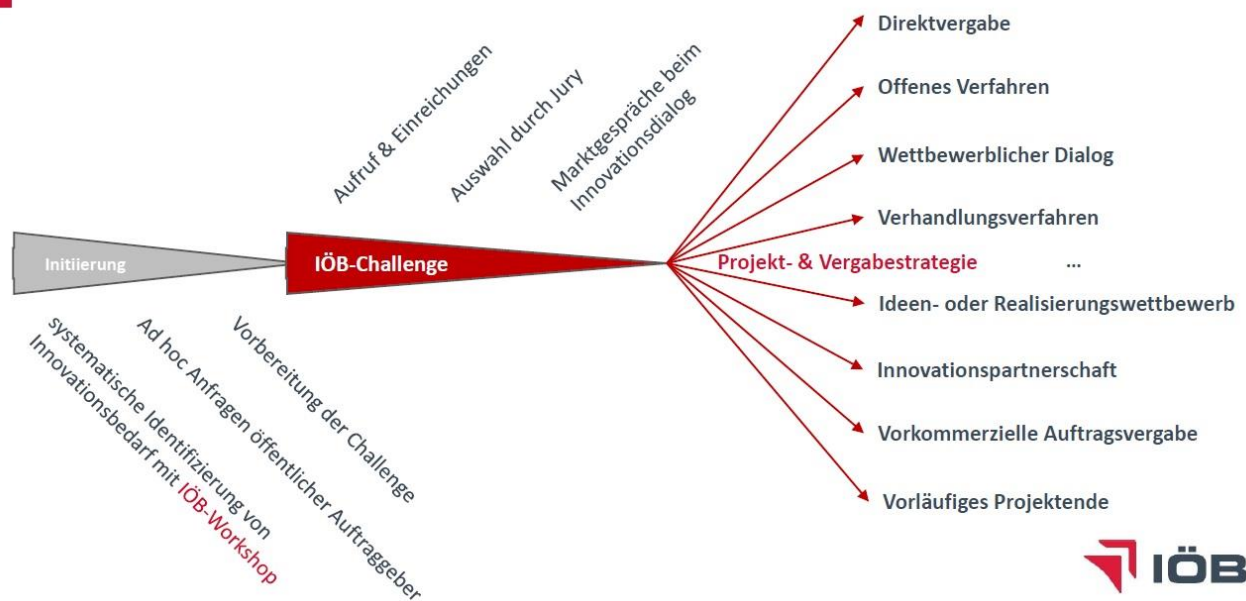 Initiierung
systematische Identifizierung von
Innovationsbedarf mit IÖB-Workshop
Ad hoc Anfragen öffentlicher Auftraggeber
Vorbereitung der Challenge
IÖB-Challenge
Aufruf & Einreichungen
Auswahl durch Jury
Marktgespräche beim
Innovationsdialog
Direktvergabe
Offenes Verfahren
Wettbewerblicher Dialog
Verhandlungsverfahren
Projekt- & Vergabestrategie ...
Ideen- oder Realisierungswettbewerb
Innovationspartnerschaft
Vorkommerzielle Auftragsvergabe
Vorläufiges Projektende
IÖB